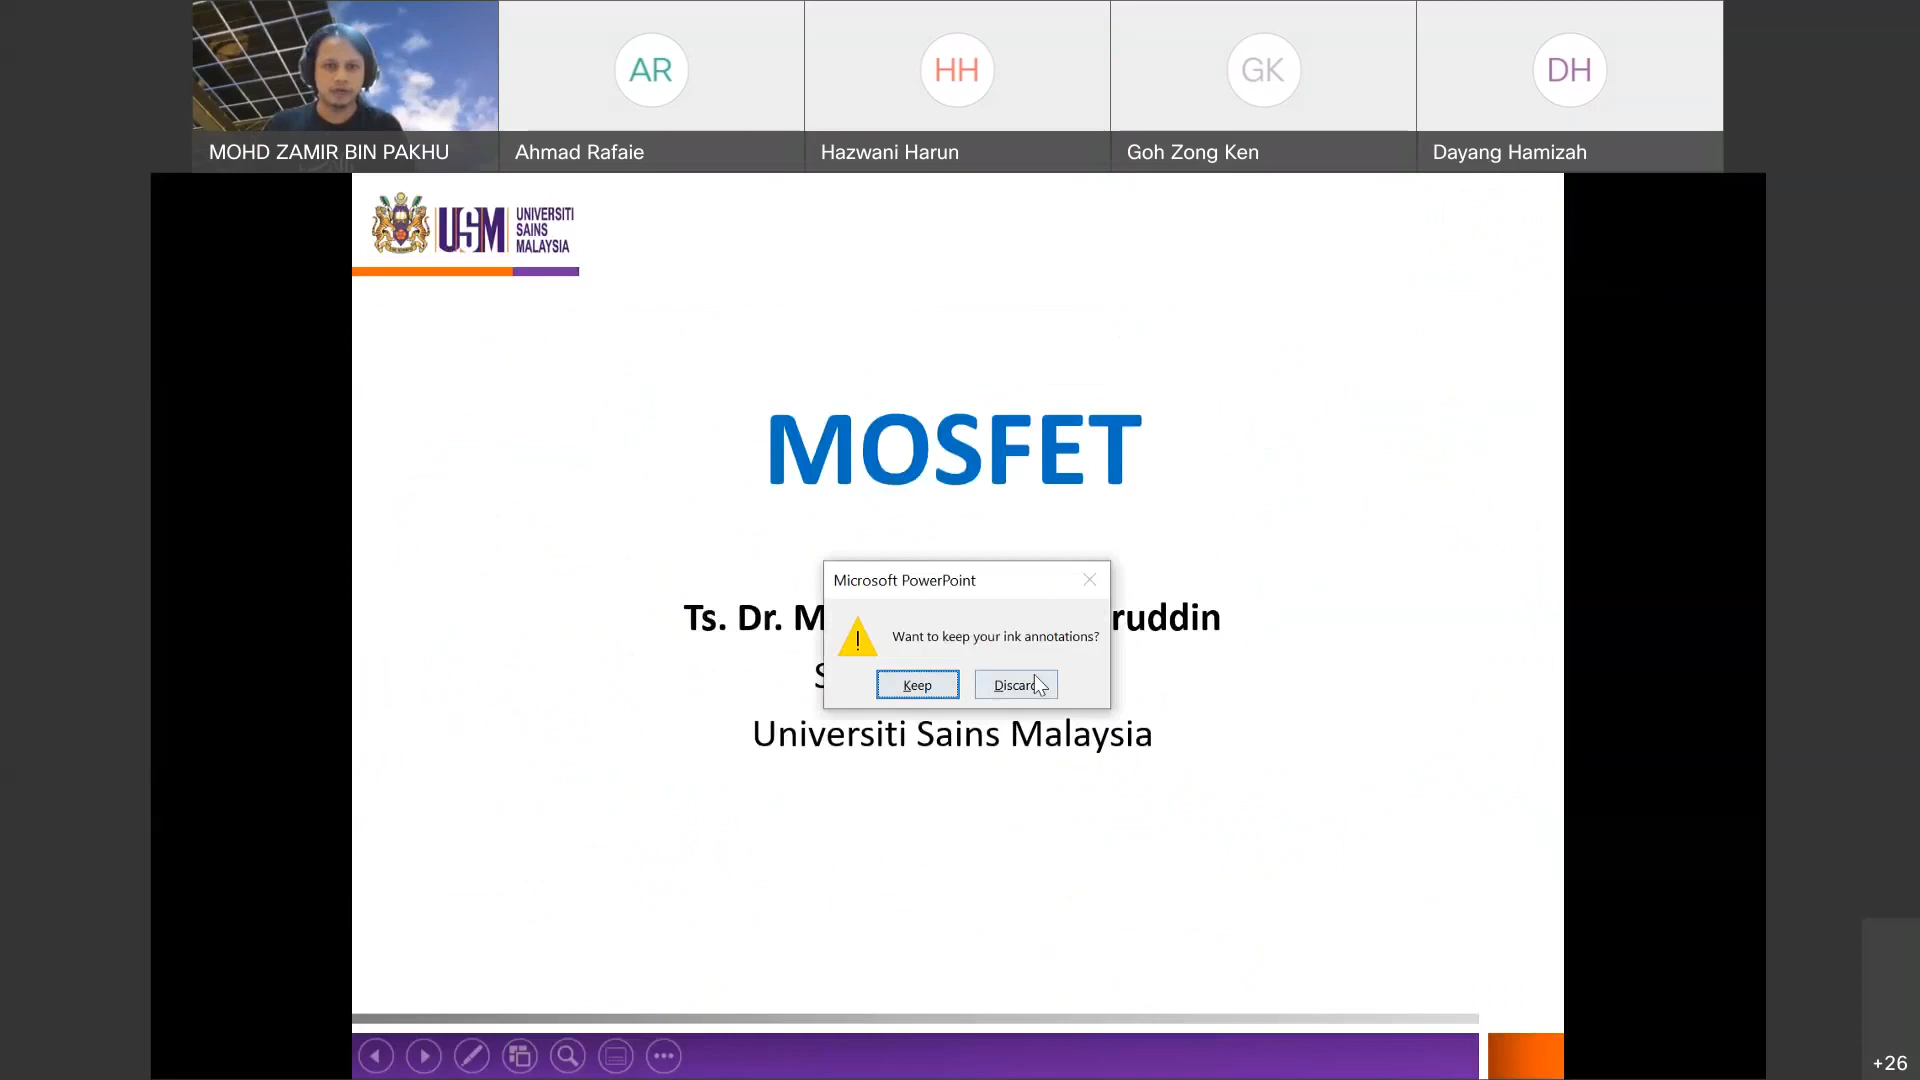 AR
HH
GK
DH
MOHD ZAMIR BIN PAKHU
Ahmad Rafaie
Hazwani Harun
Goh Zong Ken
Dayang Hamizah
USM
UNIVERSITI
SAINS
MALAYSIA
MOSFET
Microsoft PowerPoint
Want to keep your ink annotations?
Keep
Discard
Ts. Dr. M
ruddin
S
Universiti Sains Malaysia
+26